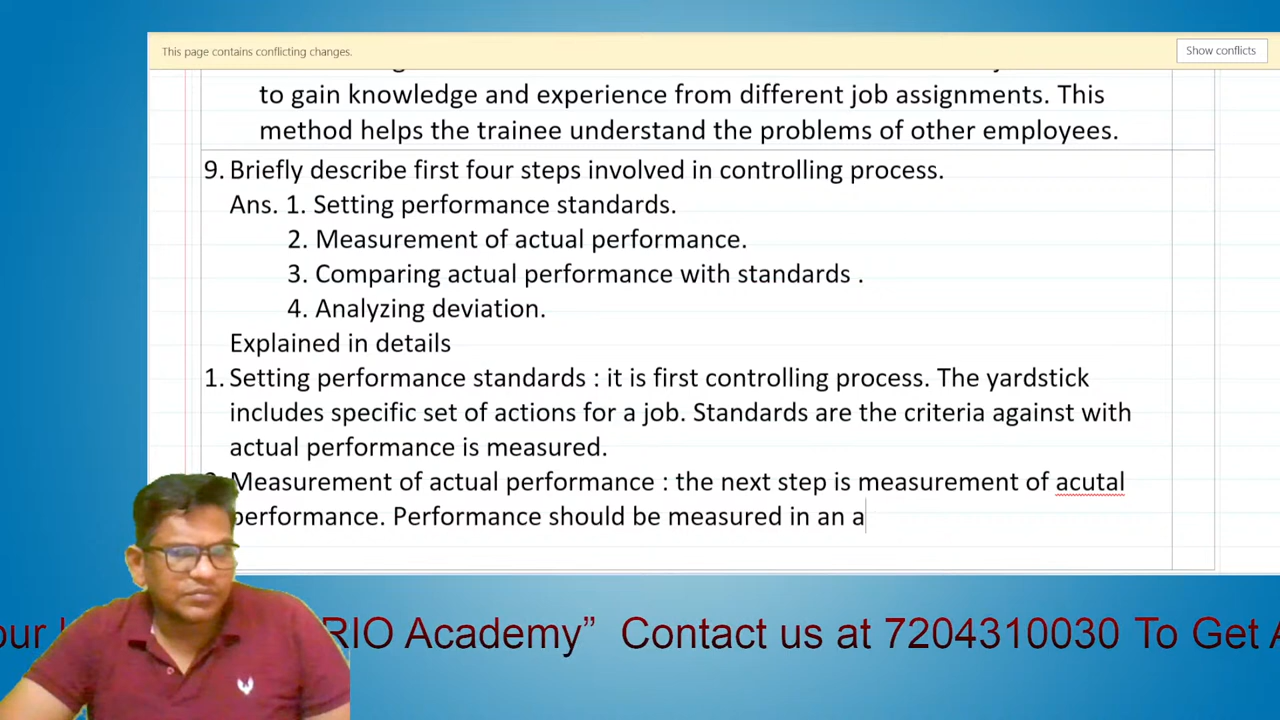 This page contains conflicting changes.
Show conflicts
to gain knowledge and experience from different job assignments. This
method helps the trainee understand the problems of other employees.
9. Briefly describe first four steps involved in controlling process.
Ans. 1. Setting performance standards.
2. Measurement of actual performance.
3. Comparing actual performance with standards .
4. Analyzing deviation.
Explained in details
1. Setting performance standards : it is first controlling process. The yardstick
includes specific set of actions for a job. Standards are the criteria against with
actual performance is measured.
Measurement of actual performance : the next step is measurement of acutal
performance. Performance should be measured in an a
RIO Academy” Contact us at 7204310030 To Get